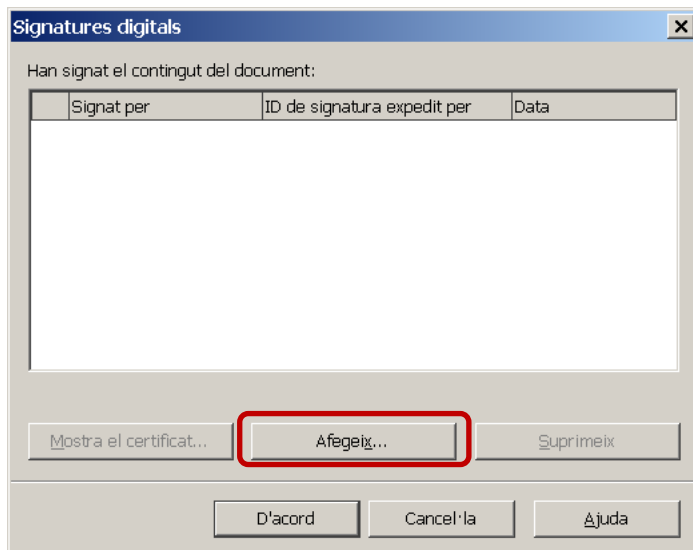 Signatures digitals
Han signat el contingut del document:
Signat per ID de signatura expedit per Data
Mostra el certificat... Afegeix... Suprimeix
D'acord Cancel·la Ajuda